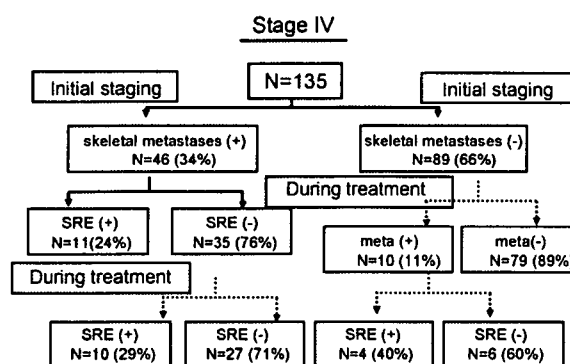 Stage IV
Initial staging
N=135
Initial staging
skeletal metastases (+)
N=46 (34%)
skeletal metastases (-)
N=89 (66%)
During treatment
SRE (+)
N=11(24%)
SRE (-)
N=35 (76%)
meta (+)
N=10 (11%)
meta(-)
N=79 (89%)
During treatment
SRE (+)
N=10 (29%)
SRE (-)
N=27 (71%)
SRE (+)
N=4 (40%)
SRE (-)
N=6 (60%)